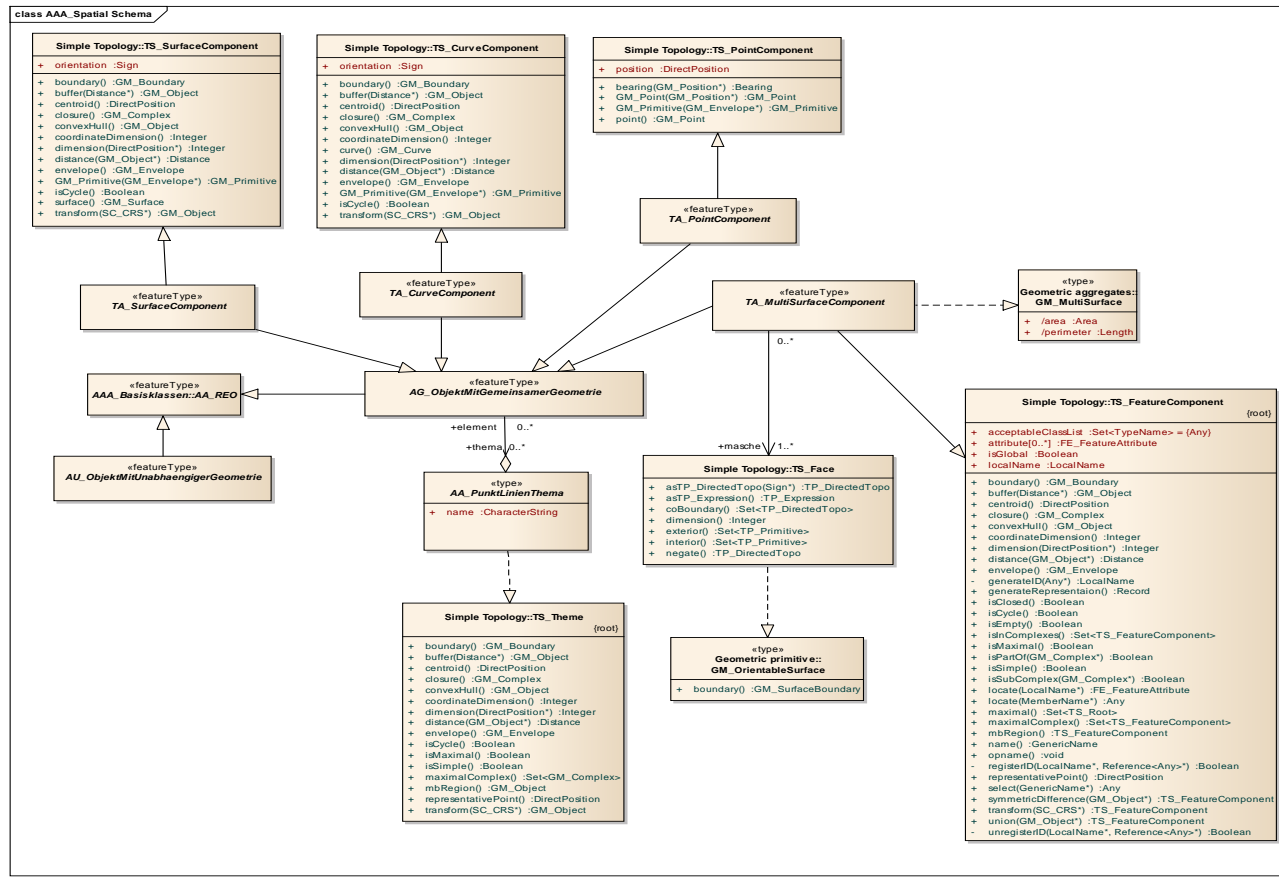 class AAA_Spatial Schema
Simple Topology::TS_SurfaceComponent
+ orientation :Sign
+ boundary() :GM_Boundary
+ buffer(Distance*) :GM_Object
+ centroid() :DirectPosition
+ closure() :GM_Complex
+ convexHull() :GM_Object
+ coordinateDimension() :Integer
+ dimension(DirectPosition*) :Integer
+ distance(GM_Object*) :Distance
+ envelope() :GM_Envelope
+ GM_Primitive(GM_Envelope*) :GM_Primitive
+ isCycle() :Boolean
+ surface() :GM_Surface
+ transform(SC_CRS*) :GM_Object
Simple Topology::TS_CurveComponent
+ orientation :Sign
+ boundary() :GM_Boundary
+ buffer(Distance*) :GM_Object
+ centroid() :DirectPosition
+ closure() :GM_Complex
+ convexHull() :GM_Object
+ coordinateDimension() :Integer
+ curve() :GM_Curve
+ dimension(DirectPosition*) :Integer
+ distance(GM_Object*) :Distance
+ envelope() :GM_Envelope
+ GM_Primitive(GM_Envelope*) :GM_Primitive
+ isCycle() :Boolean
+ transform(SC_CRS*) :GM_Object
Simple Topology::TS_PointComponent
+ position :DirectPosition
+ bearing(GM_Position*) :Bearing
+ GM_Point(GM_Position*) :GM_Point
+ GM_Primitive(GM_Envelope*) :GM_Primitive
+ point() :GM_Point
«featureType»
TA_PointComponent
«featureType»
TA_SurfaceComponent
«featureType»
TA_CurveComponent
«featureType»
TA_MultiSurfaceComponent
«type»
Geometric aggregates::
GM_MultiSurface
+ /area :Area
+ /perimeter :Length
0..*
«featureType»
AAA_Basisklassen::AA_REO
«featureType»
AG_ObjektMitGemeinsamerGeometrie
+element 0..*
+thema 0..*
+masche 1..*
«featureType»
AU_ObjektMitUnabhaengigerGeometrie
«type»
AA_PunktLinienThema
+ name :CharacterString
Simple Topology::TS_Face
+ asTP_DirectedTopo(Sign*) :TP_DirectedTopo
+ asTP_Expression() :TP_Expression
+ coBoundary() :Set<TP_DirectedTopo>
+ dimension() :Integer
+ exterior() :Set<TP_Primitive>
+ interior() :Set<TP_Primitive>
+ negate() :TP_DirectedTopo
Simple Topology::TS_FeatureComponent
{root}
+ acceptableClassList :Set<TypeName> = {Any}
+ attribute[0..*] :FE_FeatureAttribute
+ isGlobal :Boolean
+ localName :LocalName
+ boundary() :GM_Boundary
+ buffer(Distance*) :GM_Object
+ centroid() :DirectPosition
+ closure() :GM_Complex
+ convexHull() :GM_Object
+ coordinateDimension() :Integer
+ dimension(DirectPosition*) :Integer
+ distance(GM_Object*) :Distance
+ envelope() :GM_Envelope
- generateID(Any*) :LocalName
+ generateRepresentaion() :Record
+ isClosed() :Boolean
+ isCycle() :Boolean
+ isEmpty() :Boolean
+ isInComplexes() :Set<TS_FeatureComponent>
+ isMaximal() :Boolean
+ isPartOf(GM_Complex*) :Boolean
+ isSimple() :Boolean
+ isSubComplex(GM_Complex*) :Boolean
+ locate(LocalName*) :FE_FeatureAttribute
+ locate(MemberName*) :Any
+ maximal() :Set<TS_Root>
+ maximalComplex() :Set<TS_FeatureComponent>
+ mbRegion() :TS_FeatureComponent
+ name() :GenericName
+ opname() :void
- registerID(LocalName*, Reference<Any>*) :Boolean
+ representativePoint() :DirectPosition
+ select(GenericName*) :Any
+ symmetricDifference(GM_Object*) :TS_FeatureComponent
+ transform(SC_CRS*) :TS_FeatureComponent
+ union(GM_Object*) :TS_FeatureComponent
- unregisterID(LocalName*, Reference<Any>*) :Boolean
Simple Topology::TS_Theme
{root}
+ boundary() :GM_Boundary
+ buffer(Distance*) :GM_Object
+ centroid() :DirectPosition
+ closure() :GM_Complex
+ convexHull() :GM_Object
+ coordinateDimension() :Integer
+ dimension(DirectPosition*) :Integer
+ distance(GM_Object*) :Distance
+ envelope() :GM_Envelope
+ isCycle() :Boolean
+ isMaximal() :Boolean
+ isSimple() :Boolean
+ maximalComplex() :Set<GM_Complex>
+ mbRegion() :GM_Object
+ representativePoint() :DirectPosition
+ transform(SC_CRS*) :GM_Object
«type»
Geometric primitive::
GM_OrientableSurface
+ boundary() :GM_SurfaceBoundary